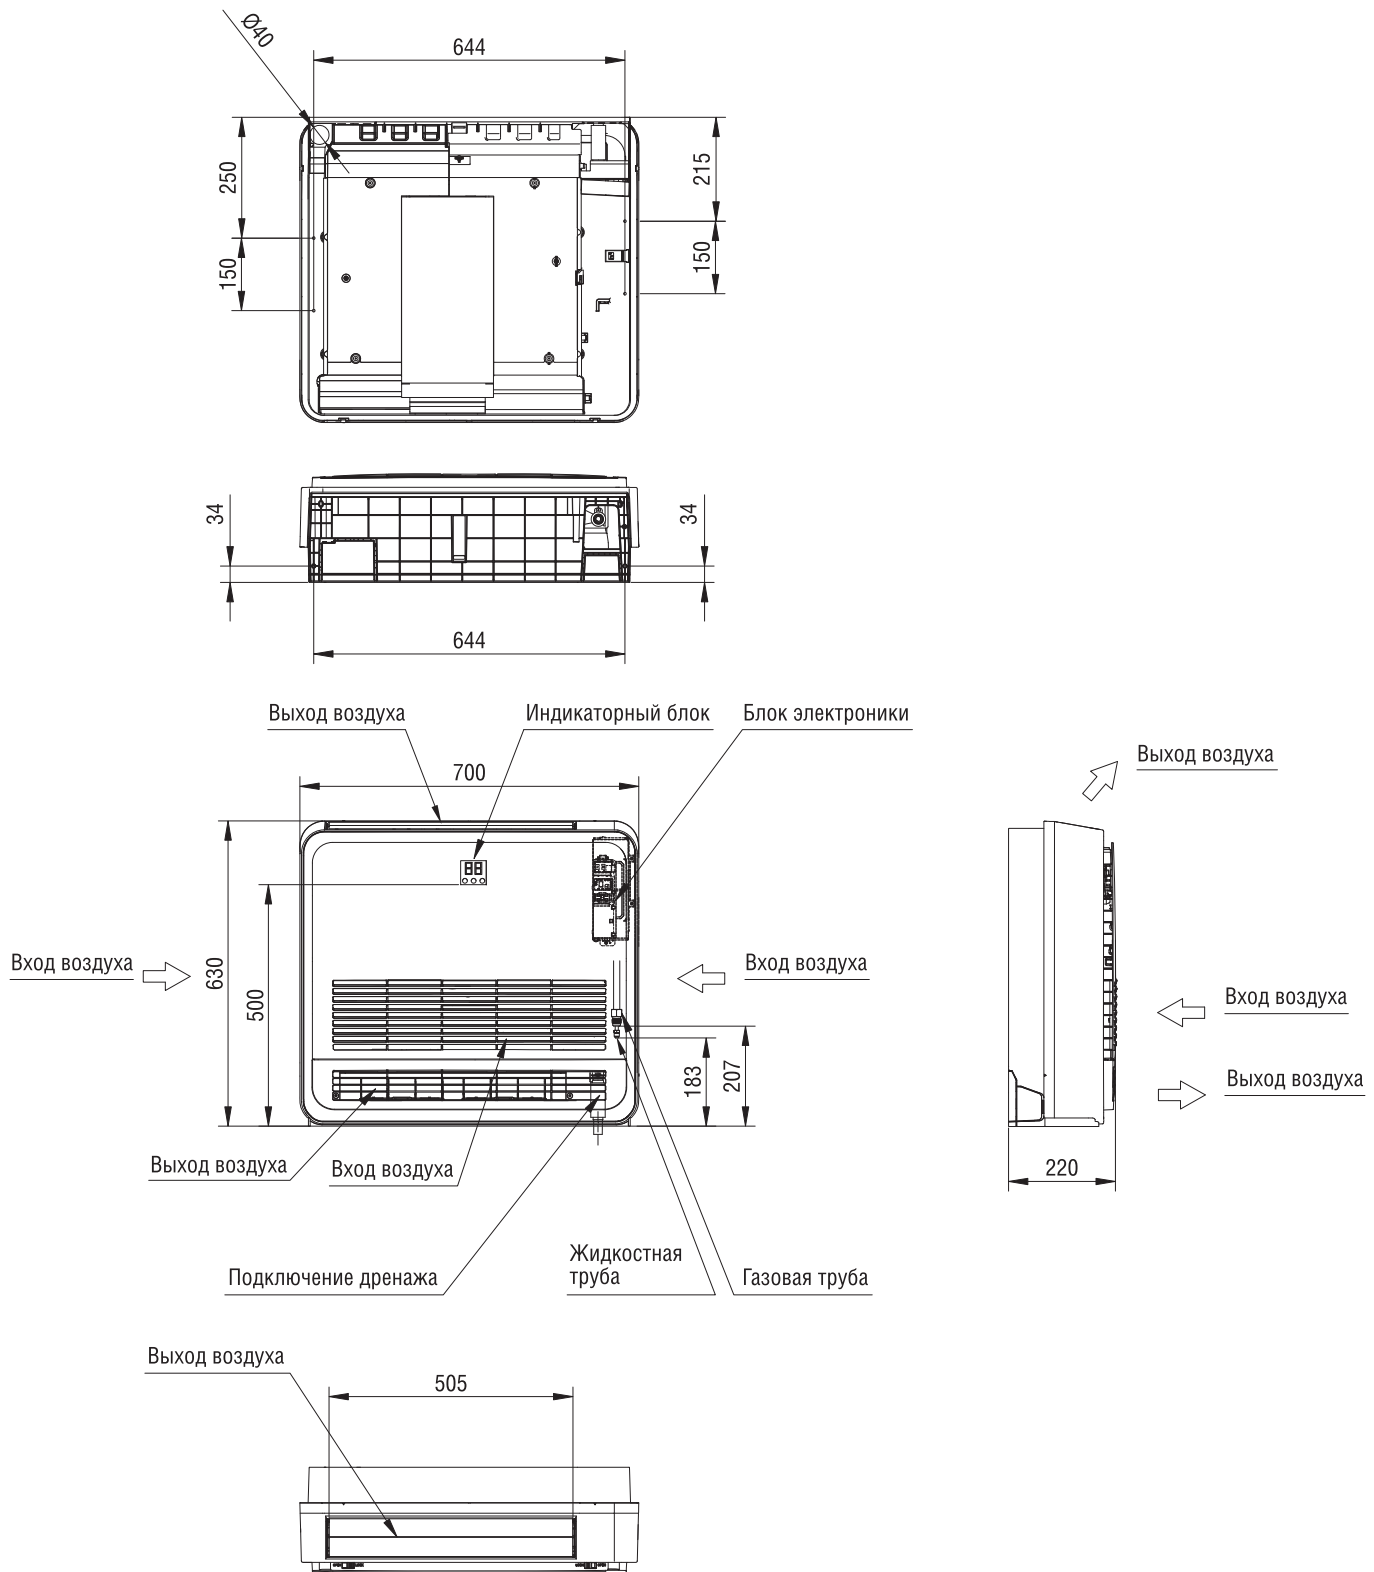 Ø40
644
250
215
150
150
34
34
644
Выход воздуха
Индикаторный блок
Блок электроники
Выход воздуха
700
88
Вход воздуха
630
500
Вход воздуха
Вход воздуха
183
207
Выход воздуха
Выход воздуха
Вход воздуха
220
Подключение дренажа
Жидкостная
труба
Газовая труба
Выход воздуха
505